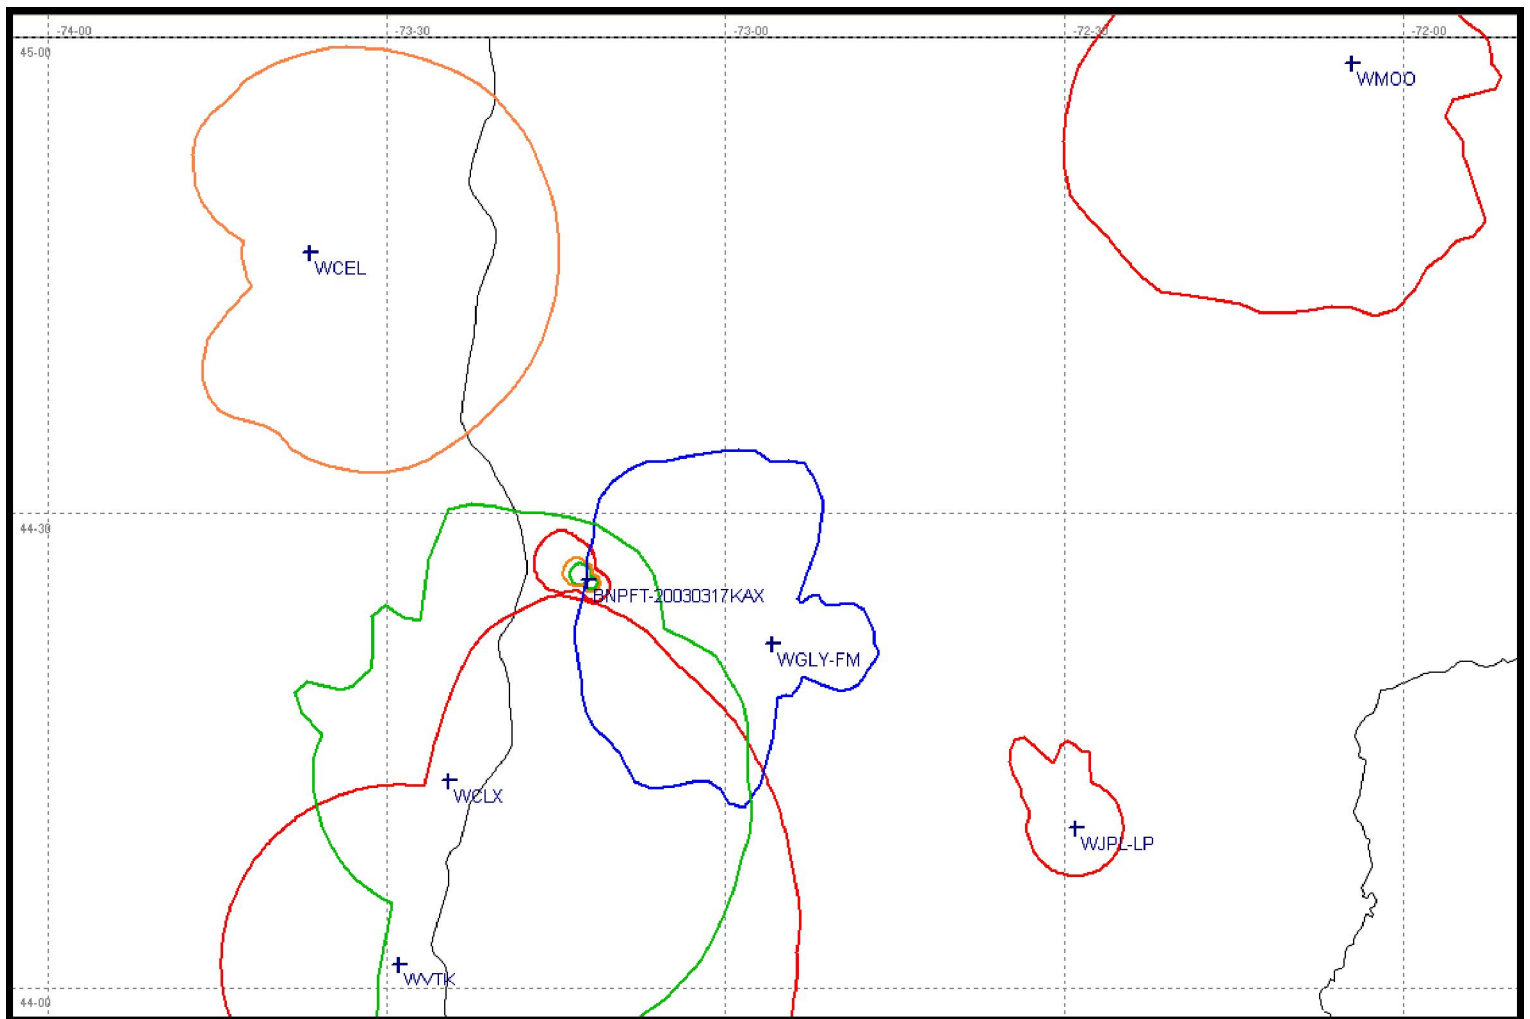 -74-00
-73-30
-73-00
-72-30
-72-00
45-00
WMOO
WCEL
44-30
BNPFT-20030317KAX
WGLY-FM
WCLX
WJPL-LP
WVTK
44-00